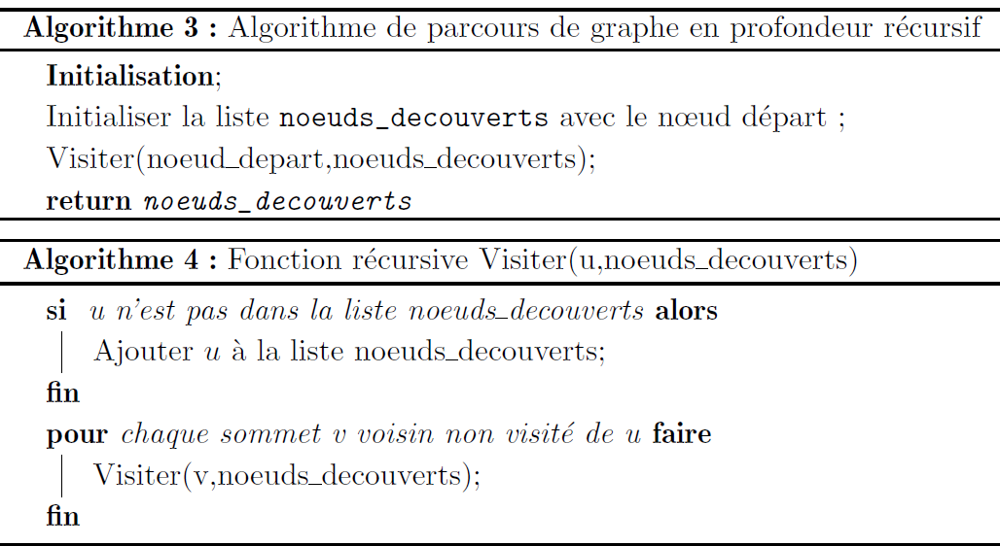 Algorithme 3 : Algorithme de parcours de graphe en profondeur récursif
Initialisation;
Initialiser la liste noeuds_decouverts avec le nœud départ ;
Visiter(noeud_depart,noeuds_decouverts);
return noeuds_decouverts
Algorithme 4 : Fonction récursive Visiter(u,noeuds_decouverts)
si u n'est pas dans la liste noeuds_decouverts alors
Ajouter u à la liste noeuds_decouverts;
fin
pour chaque sommet v voisin non visité de u faire
Visiter(v,noeuds_decouverts);
fin